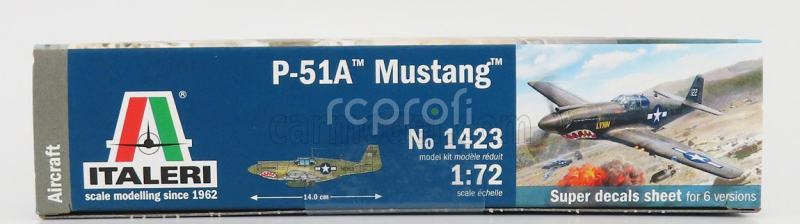 Aircraft
ITALERI
scale modelling since 1962
P-51A™ Mustang™
rcprofi
No 1423
model kit modèle réduit
1:72
scale échelle
14.0 cm
LYNN
Super decals sheet for 6 versions